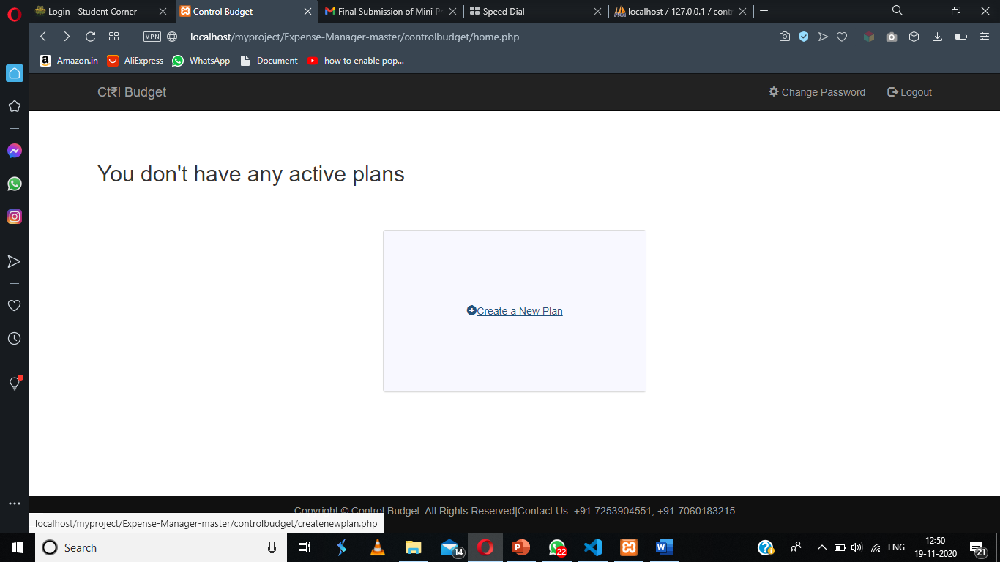 Login - Student Corner
Control Budget
Final Submission of Mini Pr
Speed Dial
localhost / 127.0.0.1 / contr
VPN
localhost/myproject/Expense-Manager-master/controlbudget/home.php
Amazon.in
AliExpress
WhatsApp
Document
how to enable pop...
Ct₹l Budget
Change Password
Logout
You don't have any active plans
Create a New Plan
Copyright © Control Budget. All Rights Reserved|Contact Us: +91-7253904551, +91-7060183215
localhost/myproject/Expense-Manager-master/controlbudget/createnewplan.php
Search
14
22
ENG
12:50
19-11-2020
21